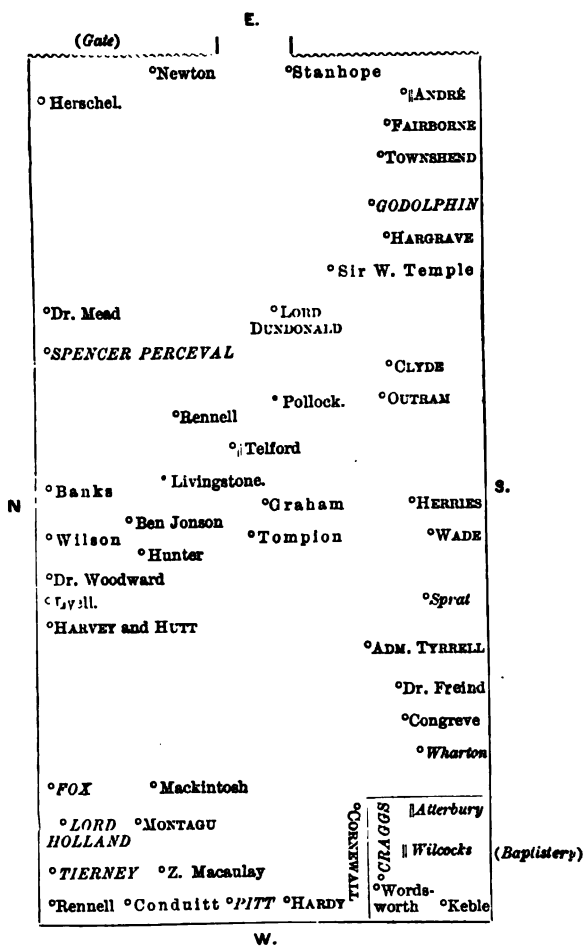 E.
(Gate)
Newton
Stanhope
Herschel.
ANDRÉ
FAIRBORNE
TOWNSHEND
GODOLPHIN
HARGRAVE
Sir W. Temple
Dr. Mead
LORD
DUNDONALD
SPENCER PERCEVAL
CLYDE
Pollock.
OUTRAM
Rennell
Telford
Livingstone.
Banks
S.
N
Graham
HERRIES
Ben Jonson
Wilson
Tompion
WADE
Hunter
Dr. Woodward
Lyell.
Sprat
HARVEY and HUTT
ADM. TYRRELL
Dr. Freind
Congreve
Wharton
FOX
Mackintosh
LORD
HOLLAND
MONTAGU
CORNEWALL
CRAGGS
Atterbury
Wilcocks
(Baptistery)
TIERNEY
Z. Macaulay
Rennell
Conduitt
PITT
HARDY
Words-
worth
Keble
W.